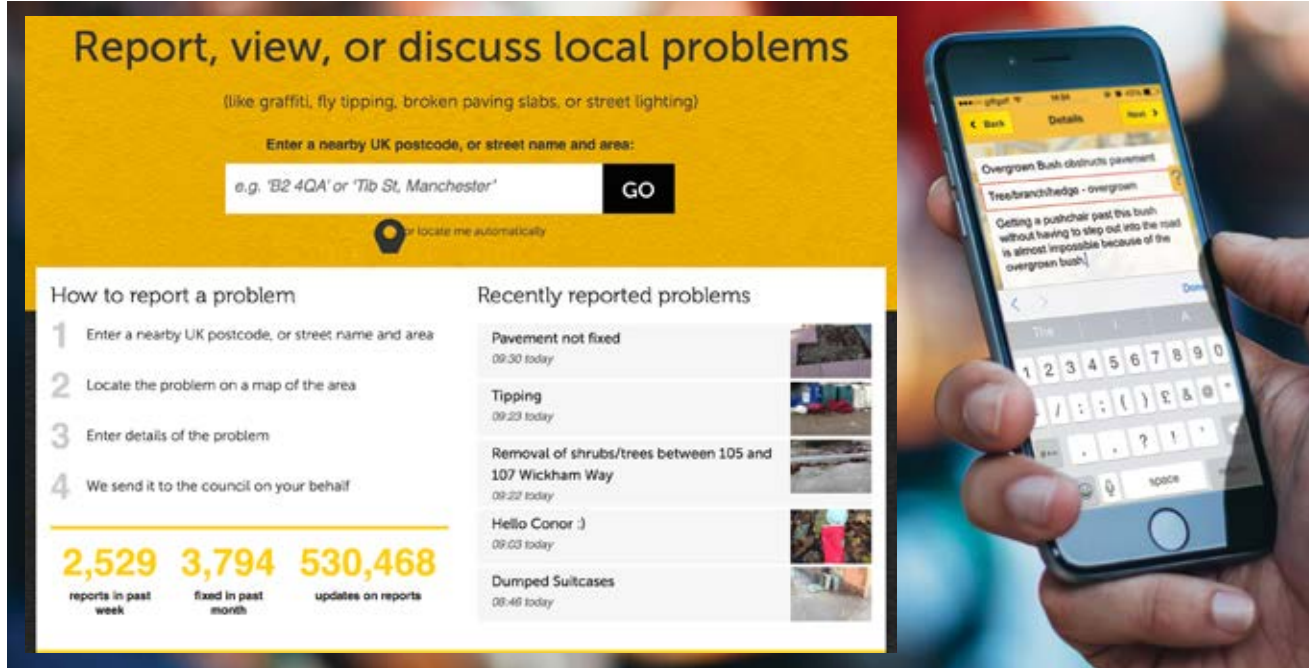 Report, view, or discuss local problems
(like graffiti, fly tipping, broken paving slabs, or street lighting)
Enter a nearby UK postcode, or street name and area:
e.g. 'B2 4QA' or 'Tib St, Manchester'
GO
or locate me automatically
How to report a problem
1 Enter a nearby UK postcode, or street name and area
2 Locate the problem on a map of the area
3 Enter details of the problem
4 We send it to the council on your behalf
2,529 3,794 530,468
reports in past fixed in past updates on reports
week month
Recently reported problems
Pavement not fixed
09:30 today
Tipping
09:23 today
Removal of shrubs/trees between 105 and
107 Wickham Way
09:22 today
Hello Conor :)
09:03 today
Dumped Suitcases
08:46 today
giffgaff
Back Details Next
Overgrown Bush obstructs pavement
Tree/branch/hedge - overgrown
?
Getting a pushchair past this bush
without having to step out into the road
is almost impossible because of the
overgrown bush.
Done
The I A
1 2 3 4 5 6 7 8 9 0
/ : ; ( ) £ & @ "
. , ? ! '
space